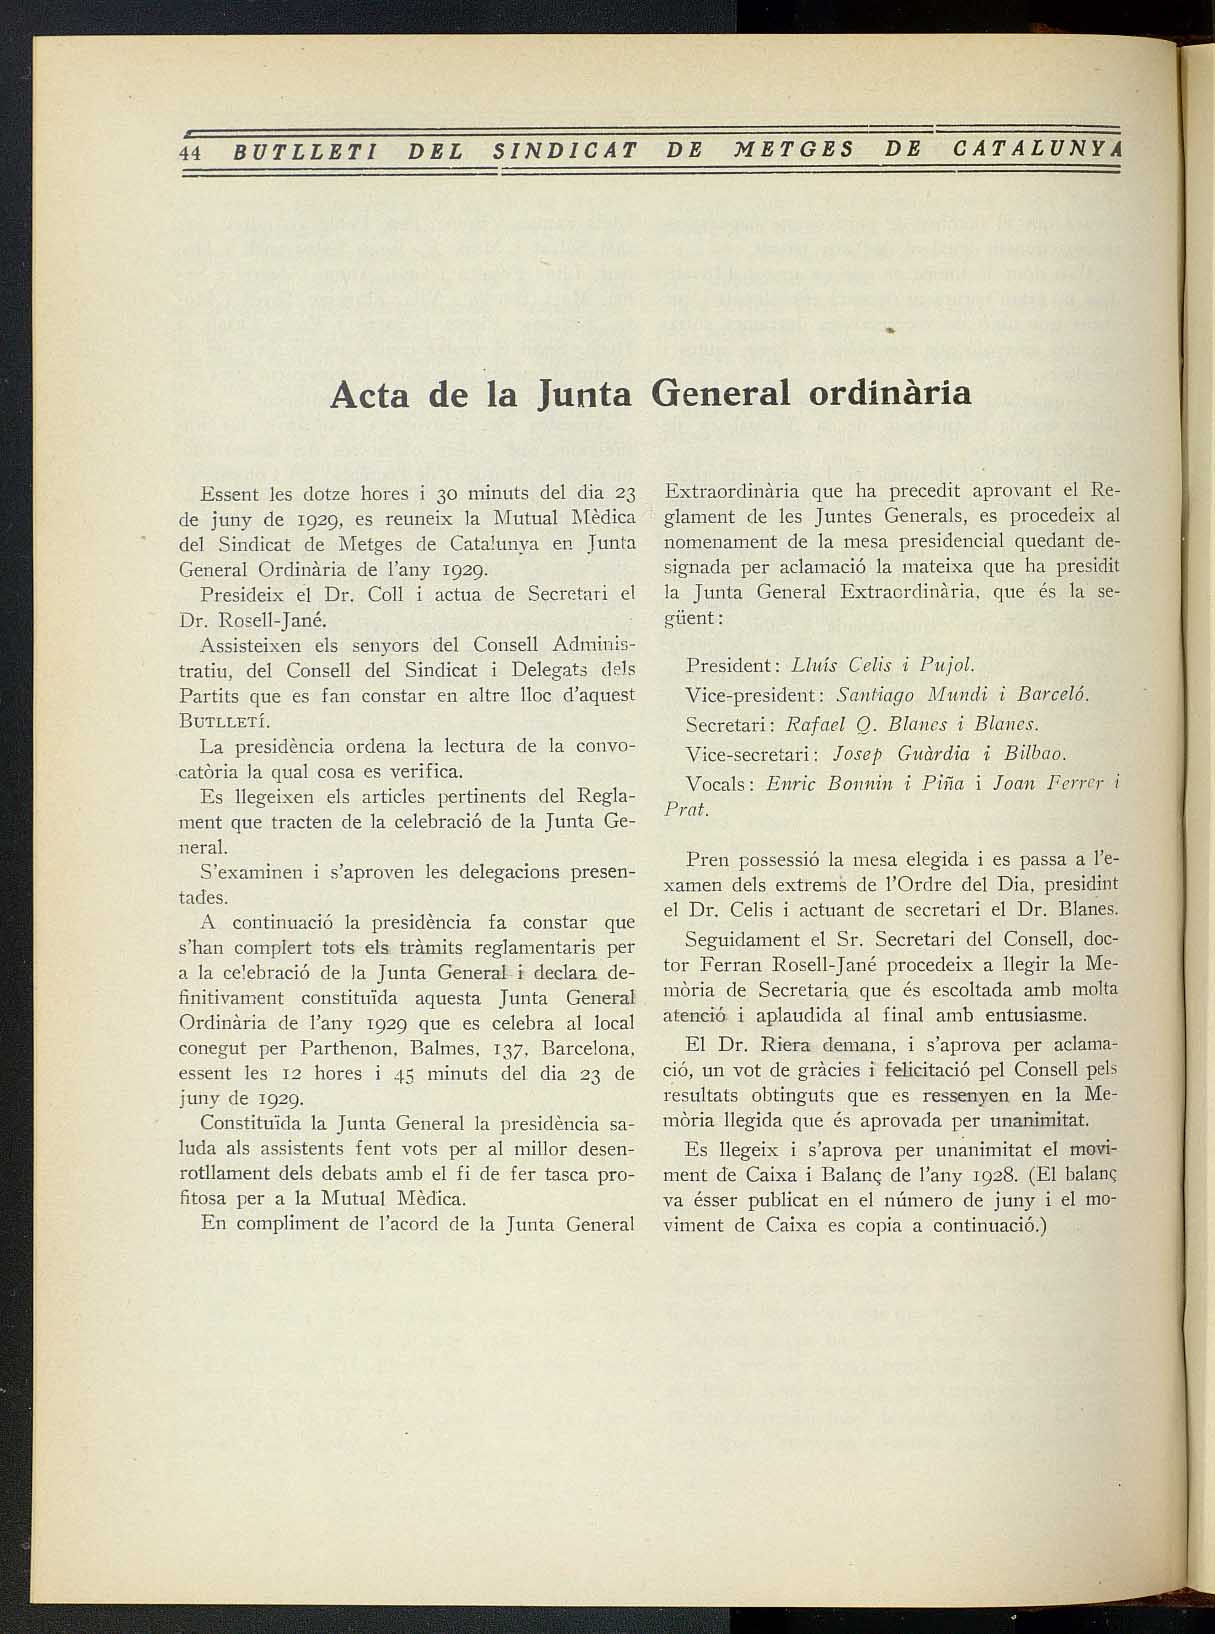 44 BUTLLETI DEL SINDICAT DE METGES DE CATALUNYA
Acta de la Junta General ordinària
Essent les dotze hores i 30 minuts del dia 23
de juny de 1929, es reuneix la Mutual Mèdica
del Sindicat de Metges de Catalunya en Junta
General Ordinària de l'any 1929.
Presideix el Dr. Coll i actua de Secretari el
Dr. Rosell-Jané.
Assisteixen els senyors del Consell Adminis-
tratiu, del Consell del Sindicat i Delegats dels
Partits que es fan constar en altre lloc d'aquest
BUTLLETÍ.
La presidència ordena la lectura de la convo-
catòria la qual cosa es verifica.
Es llegeixen els articles pertinents del Regla-
ment que tracten de la celebració de la Junta Ge-
neral.
S'examinen i s'aproven les delegacions presen-
tades.
A continuació la presidència fa constar que
s'han complert tots els tràmits reglamentaris per
a la celebració de la Junta General i declara de-
finitivament constituïda aquesta Junta General
Ordinària de l'any 1929 que es celebra al local
conegut per Parthenon, Balmes, 137, Barcelona,
essent les 12 hores i 45 minuts del dia 23 de
juny de 1929.
Constituïda la Junta General la presidència sa-
luda als assistents fent vots per al millor desen-
rotllament dels debats amb el fi de fer tasca pro-
fitosa per a la Mutual Mèdica.
En compliment de l'acord de la Junta General
Extraordinària que ha precedit aprovant el Re-
glament de les Juntes Generals, es procedeix al
nomenament de la mesa presidencial quedant de-
signada per aclamació la mateixa que ha presidit
la Junta General Extraordinària, que és la se-
güent:
President: Lluís Celis i Pujol.
Vice-president: Santiago Mundi i Barceló.
Secretari: Rafael Q. Blanes i Blanes.
Vice-secretari: Josep Guàrdia i Bilbao.
Vocals: Enric Bonnin i Piña i Joan Ferrer i
Prat.
Pren possessió la mesa elegida i es passa a l'e-
xamen dels extrems de l'Ordre del Dia, presidint
el Dr. Celis i actuant de secretari el Dr. Blanes.
Seguidament el Sr. Secretari del Consell, doc-
tor Ferran Rosell-Jané procedeix a llegir la Me-
mòria de Secretaria que és escoltada amb molta
atenció i aplaudida al final amb entusiasme.
El Dr. Riera demana, i s'aprova per aclama-
ció, un vot de gràcies i felicitació pel Consell pels
resultats obtinguts que es ressenyen en la Me-
mòria llegida que és aprovada per unanimitat.
Es llegeix i s'aprova per unanimitat el movi-
ment de Caixa i Balanç de l'any 1928. (El balanç
va ésser publicat en el número de juny i el mo-
viment de Caixa es copia a continuació.)